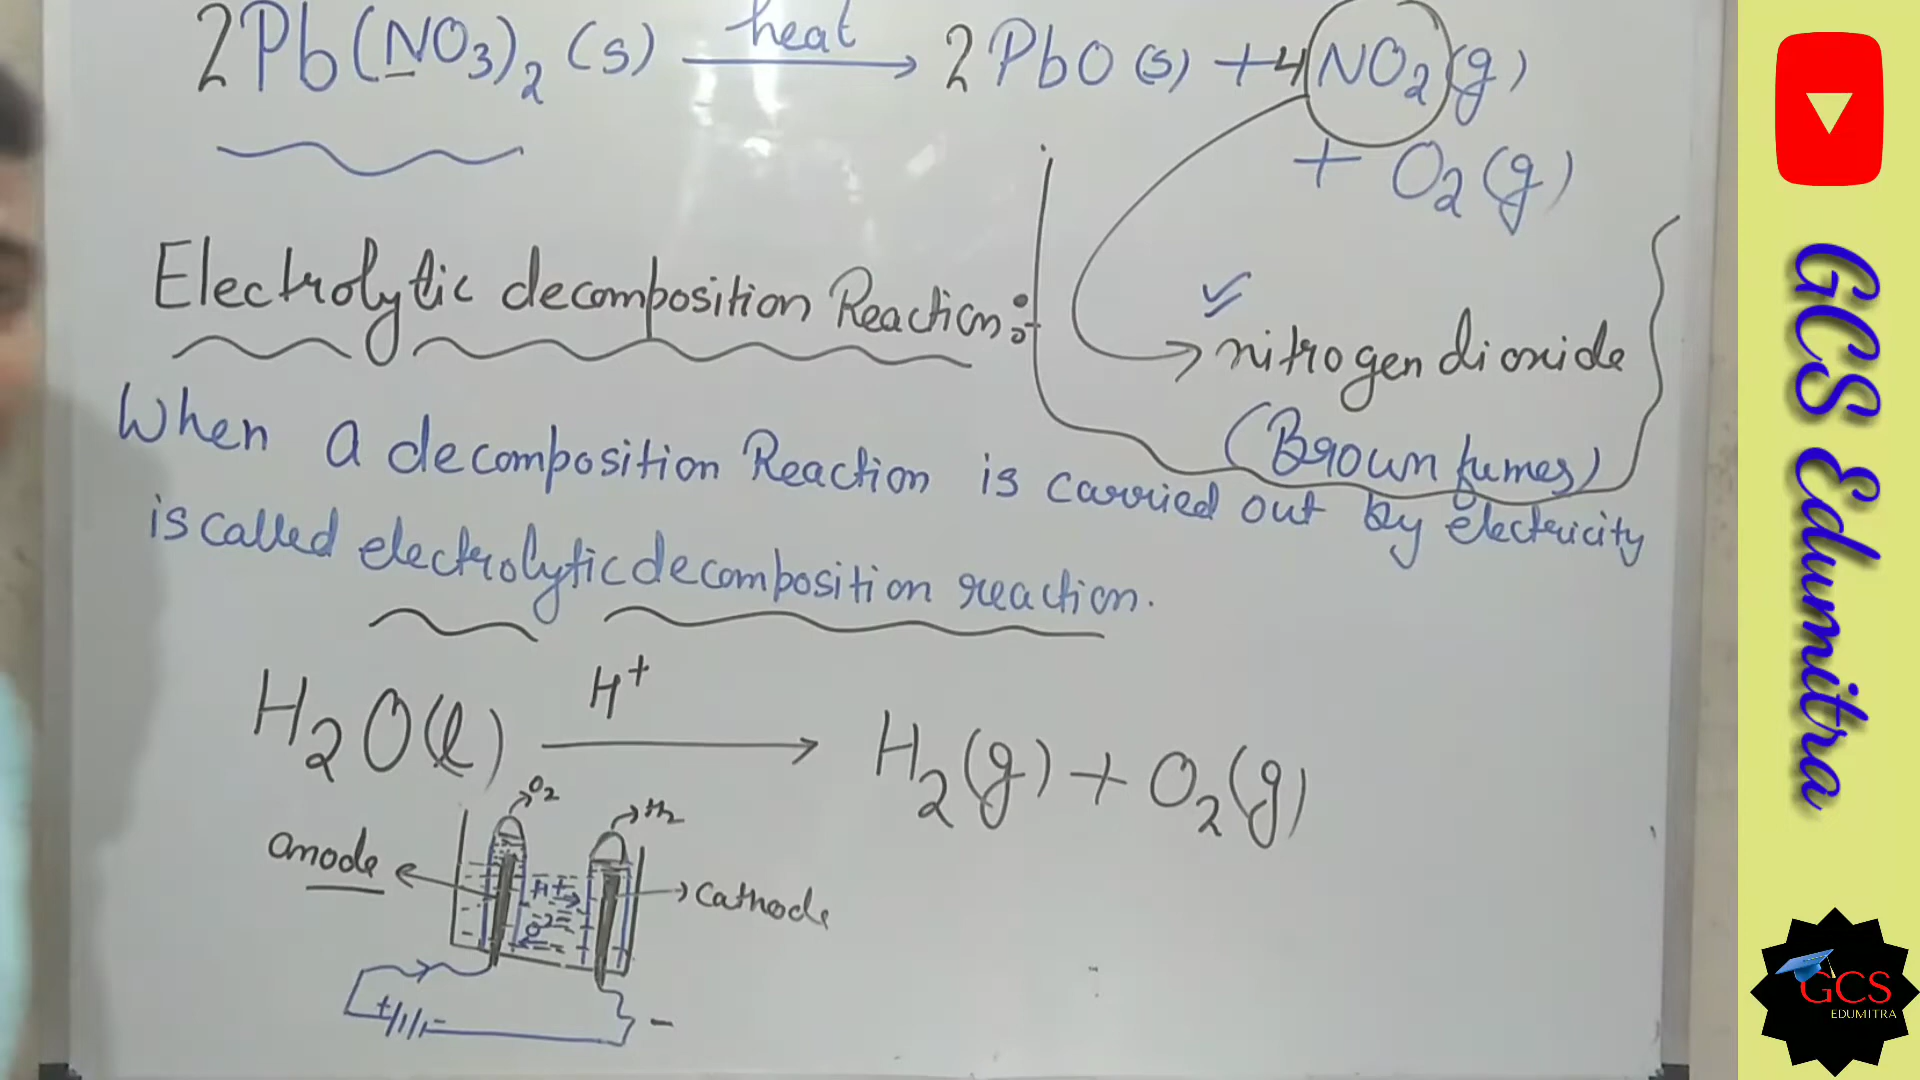 2Pb(NO3)2 (s) heat → 2PbO(s) + 4NO2(g)
+ O2(g)
Electrolytic decomposition Reaction:-
→ nitrogen dioxide
(Brown fumes)
When a decomposition Reaction is carried out by electricity
is called electrolytic decomposition reaction.
H2O(l) H+ → H2(g) + O2(g)
O2
H2
anode
cathode
H+
O2-
+ -
-
GCS Edumitra
GCS
EDUMITRA